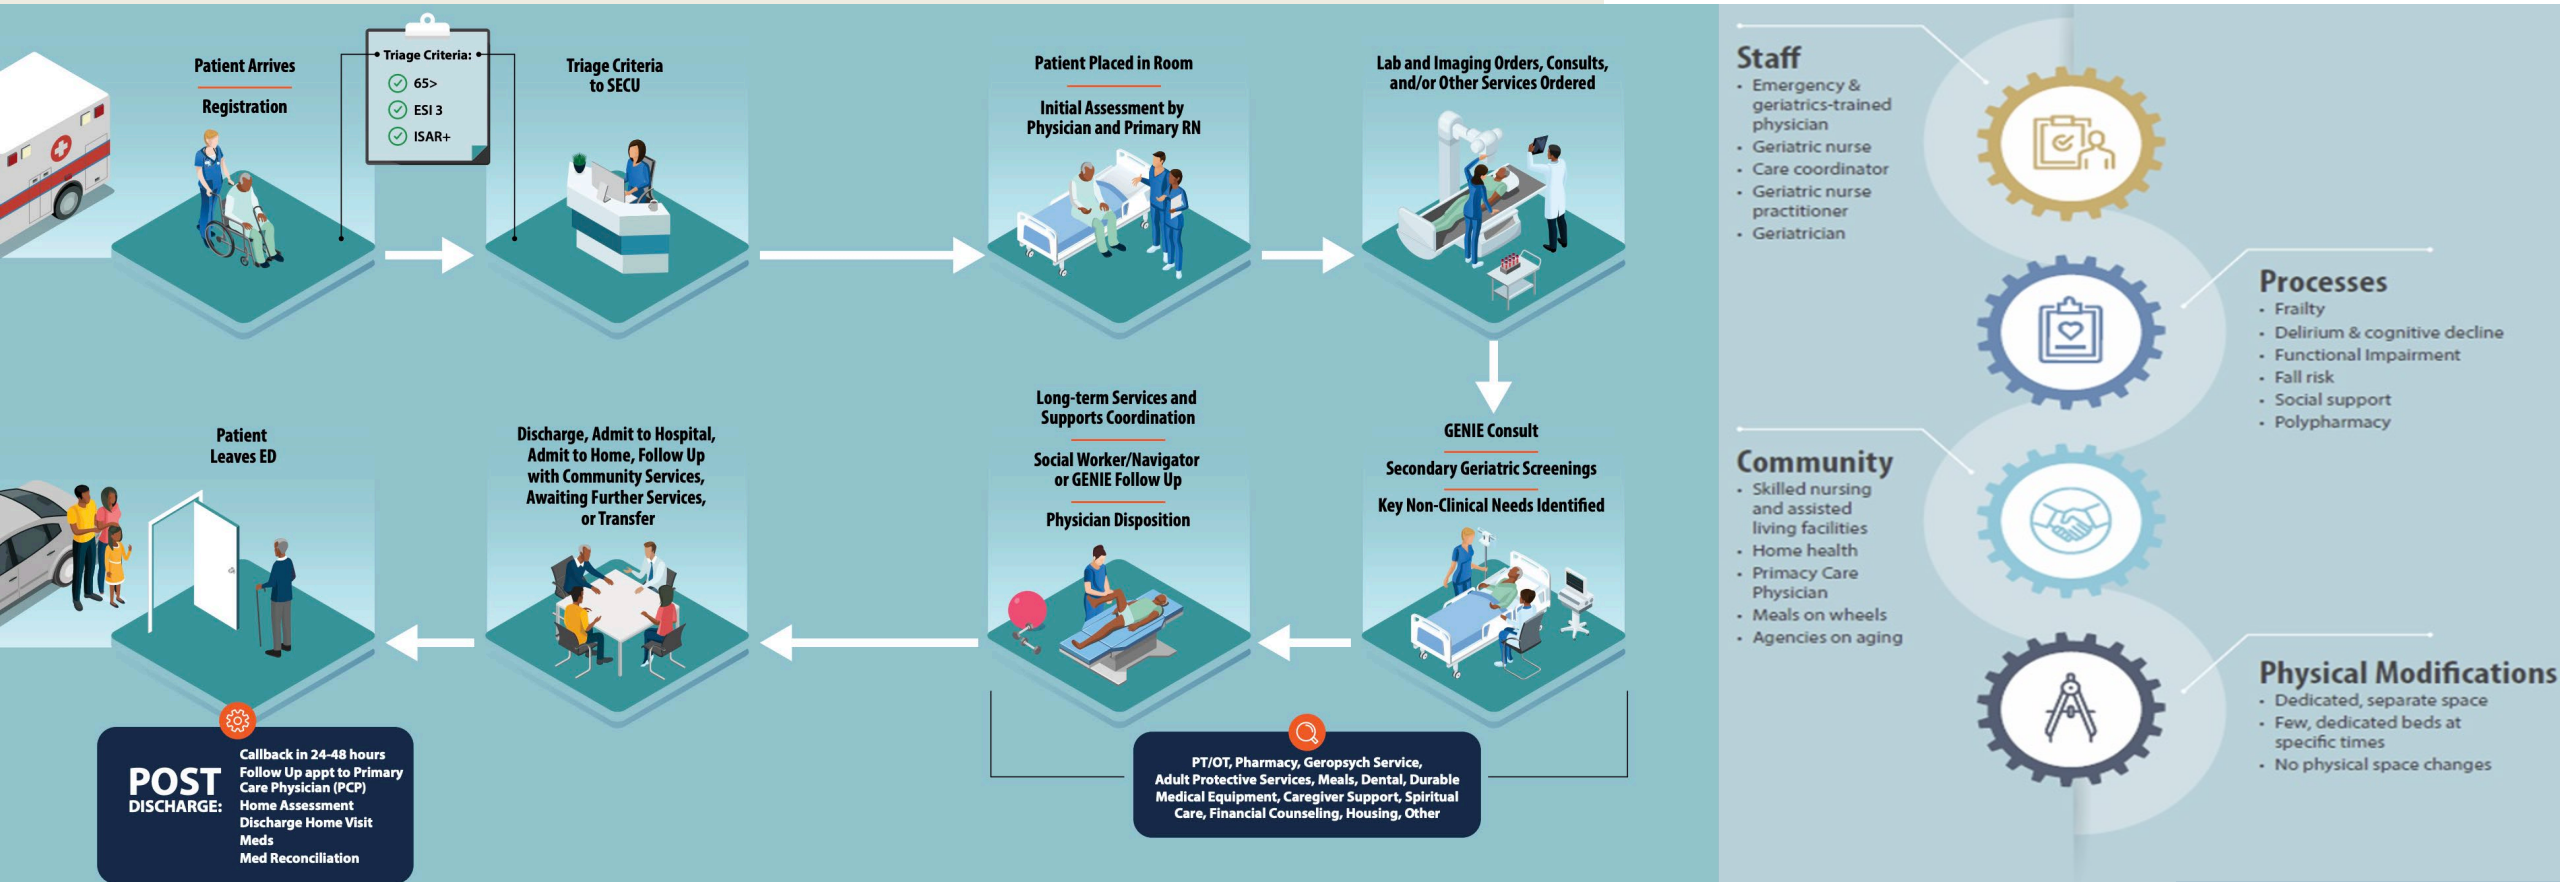 Patient Arrives
Registration
Triage Criteria:
65>
ESI 3
ISAR+
Triage Criteria
to SECU
Patient Placed in Room
Initial Assessment by
Physician and Primary RN
Lab and Imaging Orders, Consults,
and/or Other Services Ordered
GENIE Consult
Secondary Geriatric Screenings
Key Non-Clinical Needs Identified
Long-term Services and
Supports Coordination
Social Worker/Navigator
or GENIE Follow Up
Physician Disposition
PT/OT, Pharmacy, Geropsych Service,
Adult Protective Services, Meals, Dental, Durable
Medical Equipment, Caregiver Support, Spiritual
Care, Financial Counseling, Housing, Other
Discharge, Admit to Hospital,
Admit to Home, Follow Up
with Community Services,
Awaiting Further Services,
or Transfer
Patient
Leaves ED
POST
DISCHARGE:
Callback in 24-48 hours
Follow Up appt to Primary
Care Physician (PCP)
Home Assessment
Discharge Home Visit
Meds
Med Reconciliation
Staff
• Emergency &
geriatrics-trained
physician
• Geriatric nurse
• Care coordinator
• Geriatric nurse
practitioner
• Geriatrician
Processes
• Frailty
• Delirium & cognitive decline
• Functional Impairment
• Fall risk
• Social support
• Polypharmacy
Community
• Skilled nursing
and assisted
living facilities
• Home health
• Primacy Care
Physician
• Meals on wheels
• Agencies on aging
Physical Modifications
• Dedicated, separate space
• Few, dedicated beds at
specific times
• No physical space changes